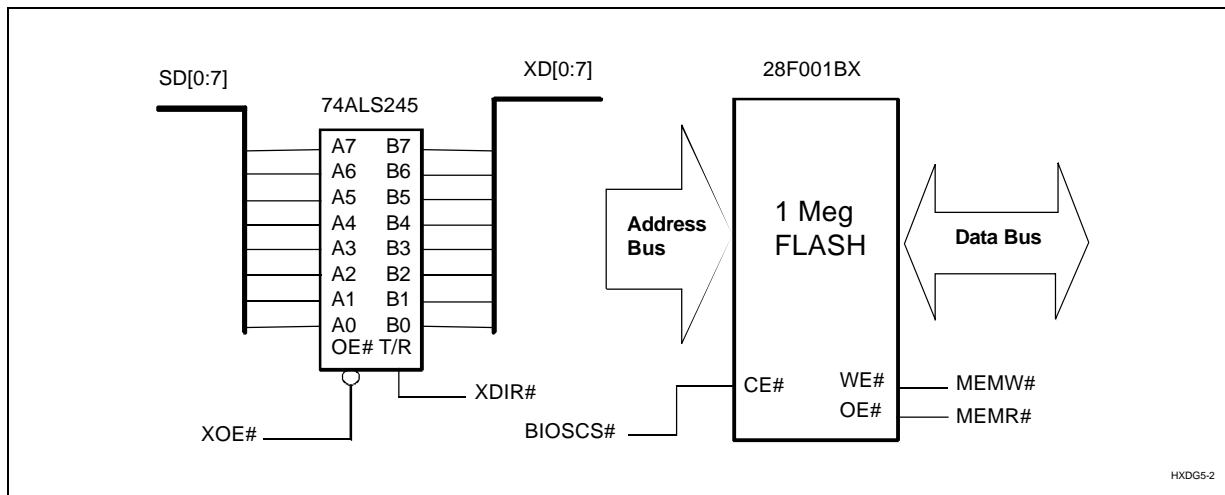 SD[0:7]
XD[0:7]
28F001BX
74ALS245
A7 B7
A6 B6
A5 B5
A4 B4
A3 B3
A2 B2
A1 B1
A0 B0
OE# T/R
XDIR#
XOE#
Address
Bus
1 Meg
FLASH
Data Bus
CE#
WE#
OE#
MEMW#
MEMR#
BIOSCS#
HXDG5-2